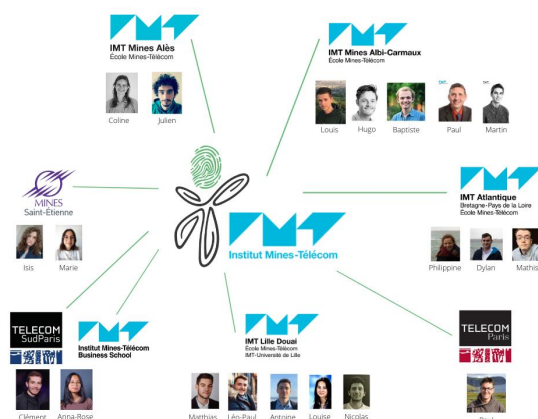 IMT Mines Alès
École Mines-Télécom
Coline
Julien
IMT Mines Albi-Carmaux
École Mines-Télécom
Louis
Hugo
Baptiste
Paul
Martin
MINES
Saint-Étienne
Isis
Marie
Institut Mines-Télécom
IMT Atlantique
Bretagne-Pays de la Loire
École Mines-Télécom
Philippine
Dylan
Mathis
TELECOM
SudParis
Institut Mines-Télécom
Business School
Clément
Anna-Rose
IMT Lille Douai
École Mines-Télécom
IMT-Université de Lille
Matthias
Léo-Paul
Antoine
Louise
Nicolas
TELECOM
Paris